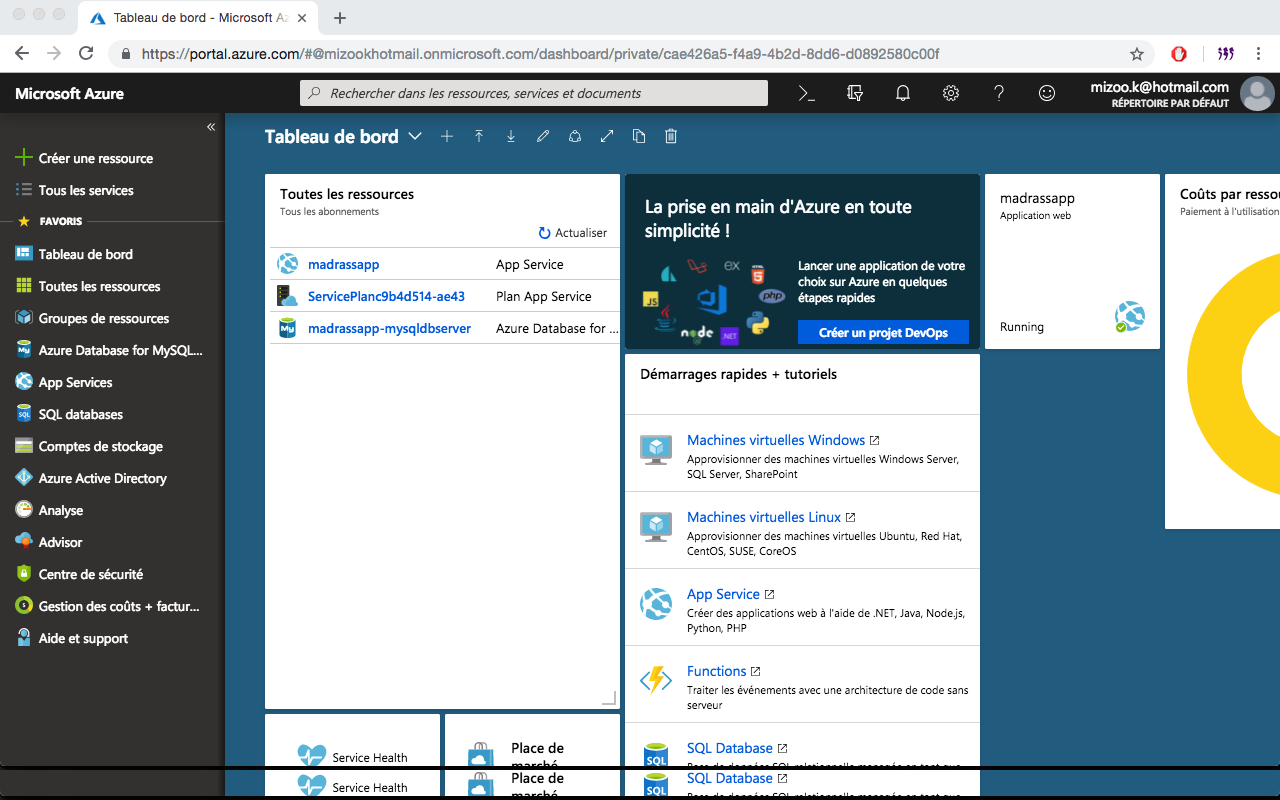 Tableau de bord - Microsoft Az
https://portal.azure.com/#@mizookhotmail.onmicrosoft.com/dashboard/private/cae426a5-f4a9-4b2d-8dd6-d0892580c00f
Microsoft Azure
Rechercher dans les ressources, services et documents
mizoo.k@hotmail.com
RÉPERTOIRE PAR DÉFAUT
Créer une ressource
Tous les services
FAVORIS
Tableau de bord
Toutes les ressources
Groupes de ressources
Azure Database for MySQL...
App Services
SQL databases
Comptes de stockage
Azure Active Directory
Analyse
Advisor
Centre de sécurité
Gestion des coûts + factur...
Aide et support
Tableau de bord
Toutes les ressources
Tous les abonnements
Actualiser
madrassapp App Service
ServicePlanc9b4d514-ae43 Plan App Service
madrassapp-mysqldbserver Azure Database for ...
Service Health
Place de
marché
La prise en main d'Azure en toute
simplicité !
EX
5
JS
php
node
.NET
Lancer une application de votre
choix sur Azure en quelques
étapes rapides
Créer un projet DevOps
Démarrages rapides + tutoriels
Machines virtuelles Windows
Approvisionner des machines virtuelles Windows Server,
SQL Server, SharePoint
Machines virtuelles Linux
Approvisionner des machines virtuelles Ubuntu, Red Hat,
CentOS, SUSE, CoreOS
App Service
Créer des applications web à l'aide de .NET, Java, Node.js,
Python, PHP
Functions
Traiter les événements avec une architecture de code sans
serveur
SQL Database
SQL
madrassapp
Application web
Running
Coûts par ressou
Paiement à l'utilisation
Service Health
Place de
SQL Database
SQL